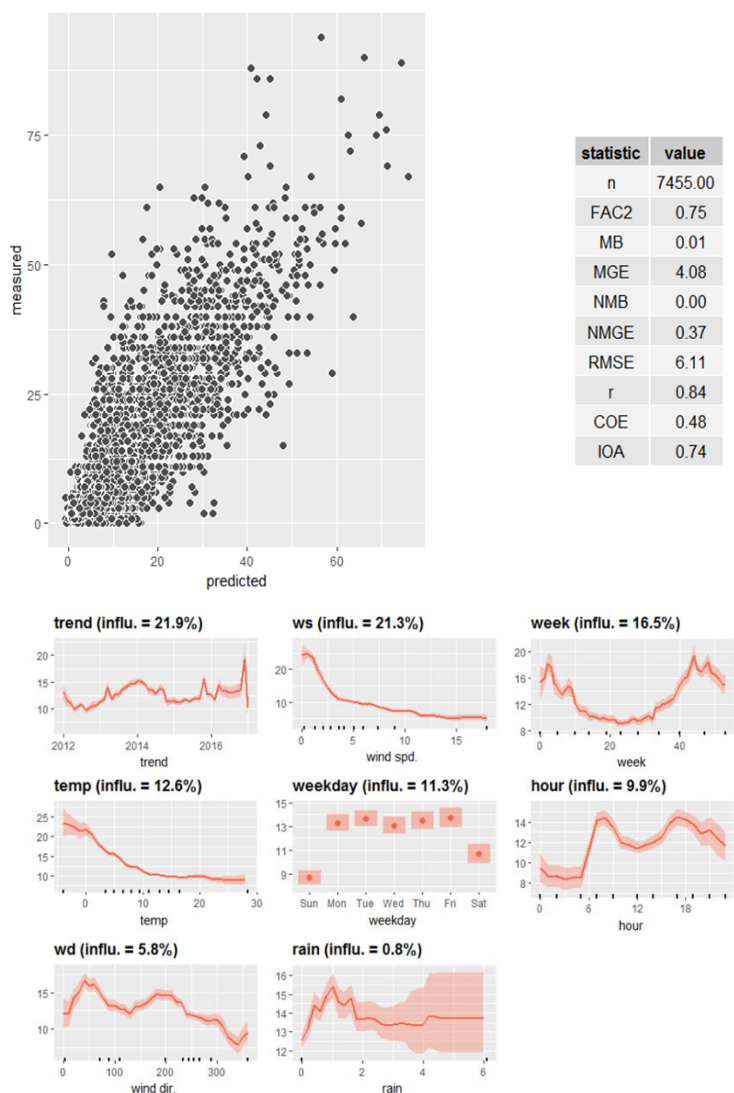 75
50
25
0
measured
0 20 40 60
predicted
statistic value
n 7455.00
FAC2 0.75
MB 0.01
MGE 4.08
NMB 0.00
NMGE 0.37
RMSE 6.11
r 0.84
COE 0.48
IOA 0.74
trend (influ. = 21.9%)
20
15
10
2012 2014 2016
trend
ws (influ. = 21.3%)
20
10
0 5 10 15
wind spd.
week (influ. = 16.5%)
20
16
12
8
0 20 40
week
temp (influ. = 12.6%)
25
20
15
10
0 10 20 30
temp
weekday (influ. = 11.3%)
15
13
11
9
Sun Mon Tue Wed Thu Fri Sat
weekday
hour (influ. = 9.9%)
14
12
10
8
0 6 12 18
hour
wd (influ. = 5.8%)
15
10
0 100 200 300
wind dir.
rain (influ. = 0.8%)
16
15
14
13
12
0 2 4 6
rain